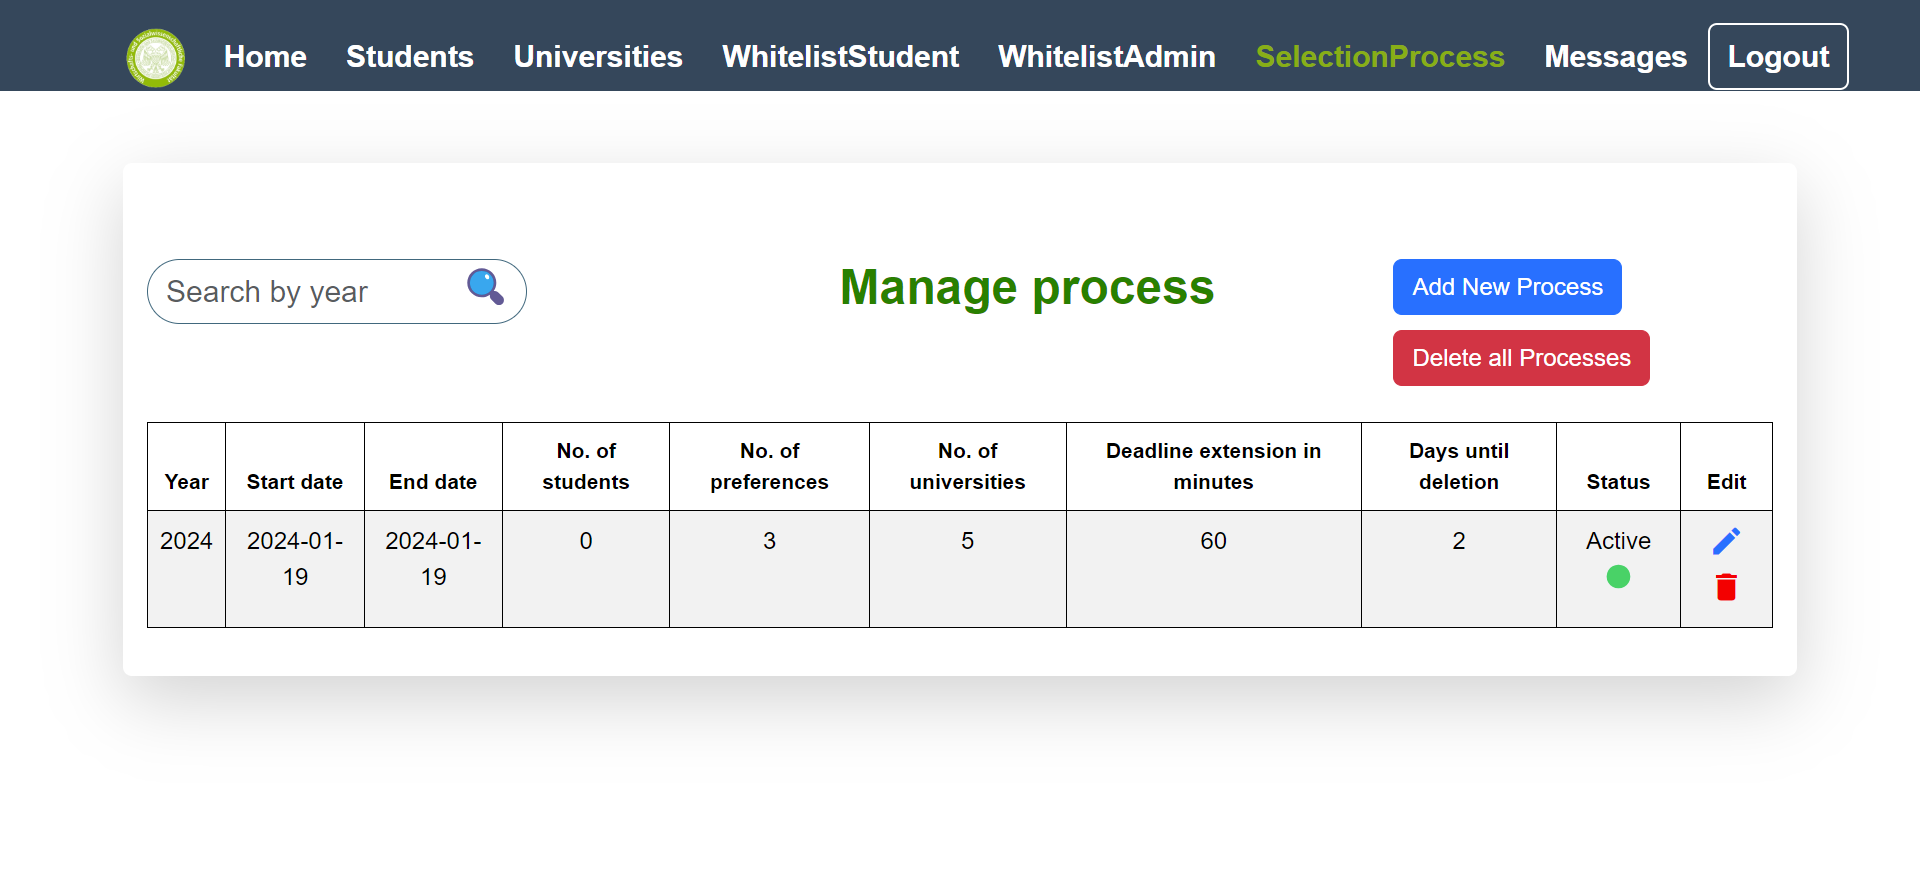 Home Students Universities WhitelistStudent WhitelistAdmin SelectionProcess Messages Logout
Search by year
Manage process
Add New Process
Delete all Processes
Year Start date End date No. of students No. of preferences No. of universities Deadline extension in minutes Days until deletion Status Edit
2024 2024-01-19 2024-01-19 0 3 5 60 2 Active